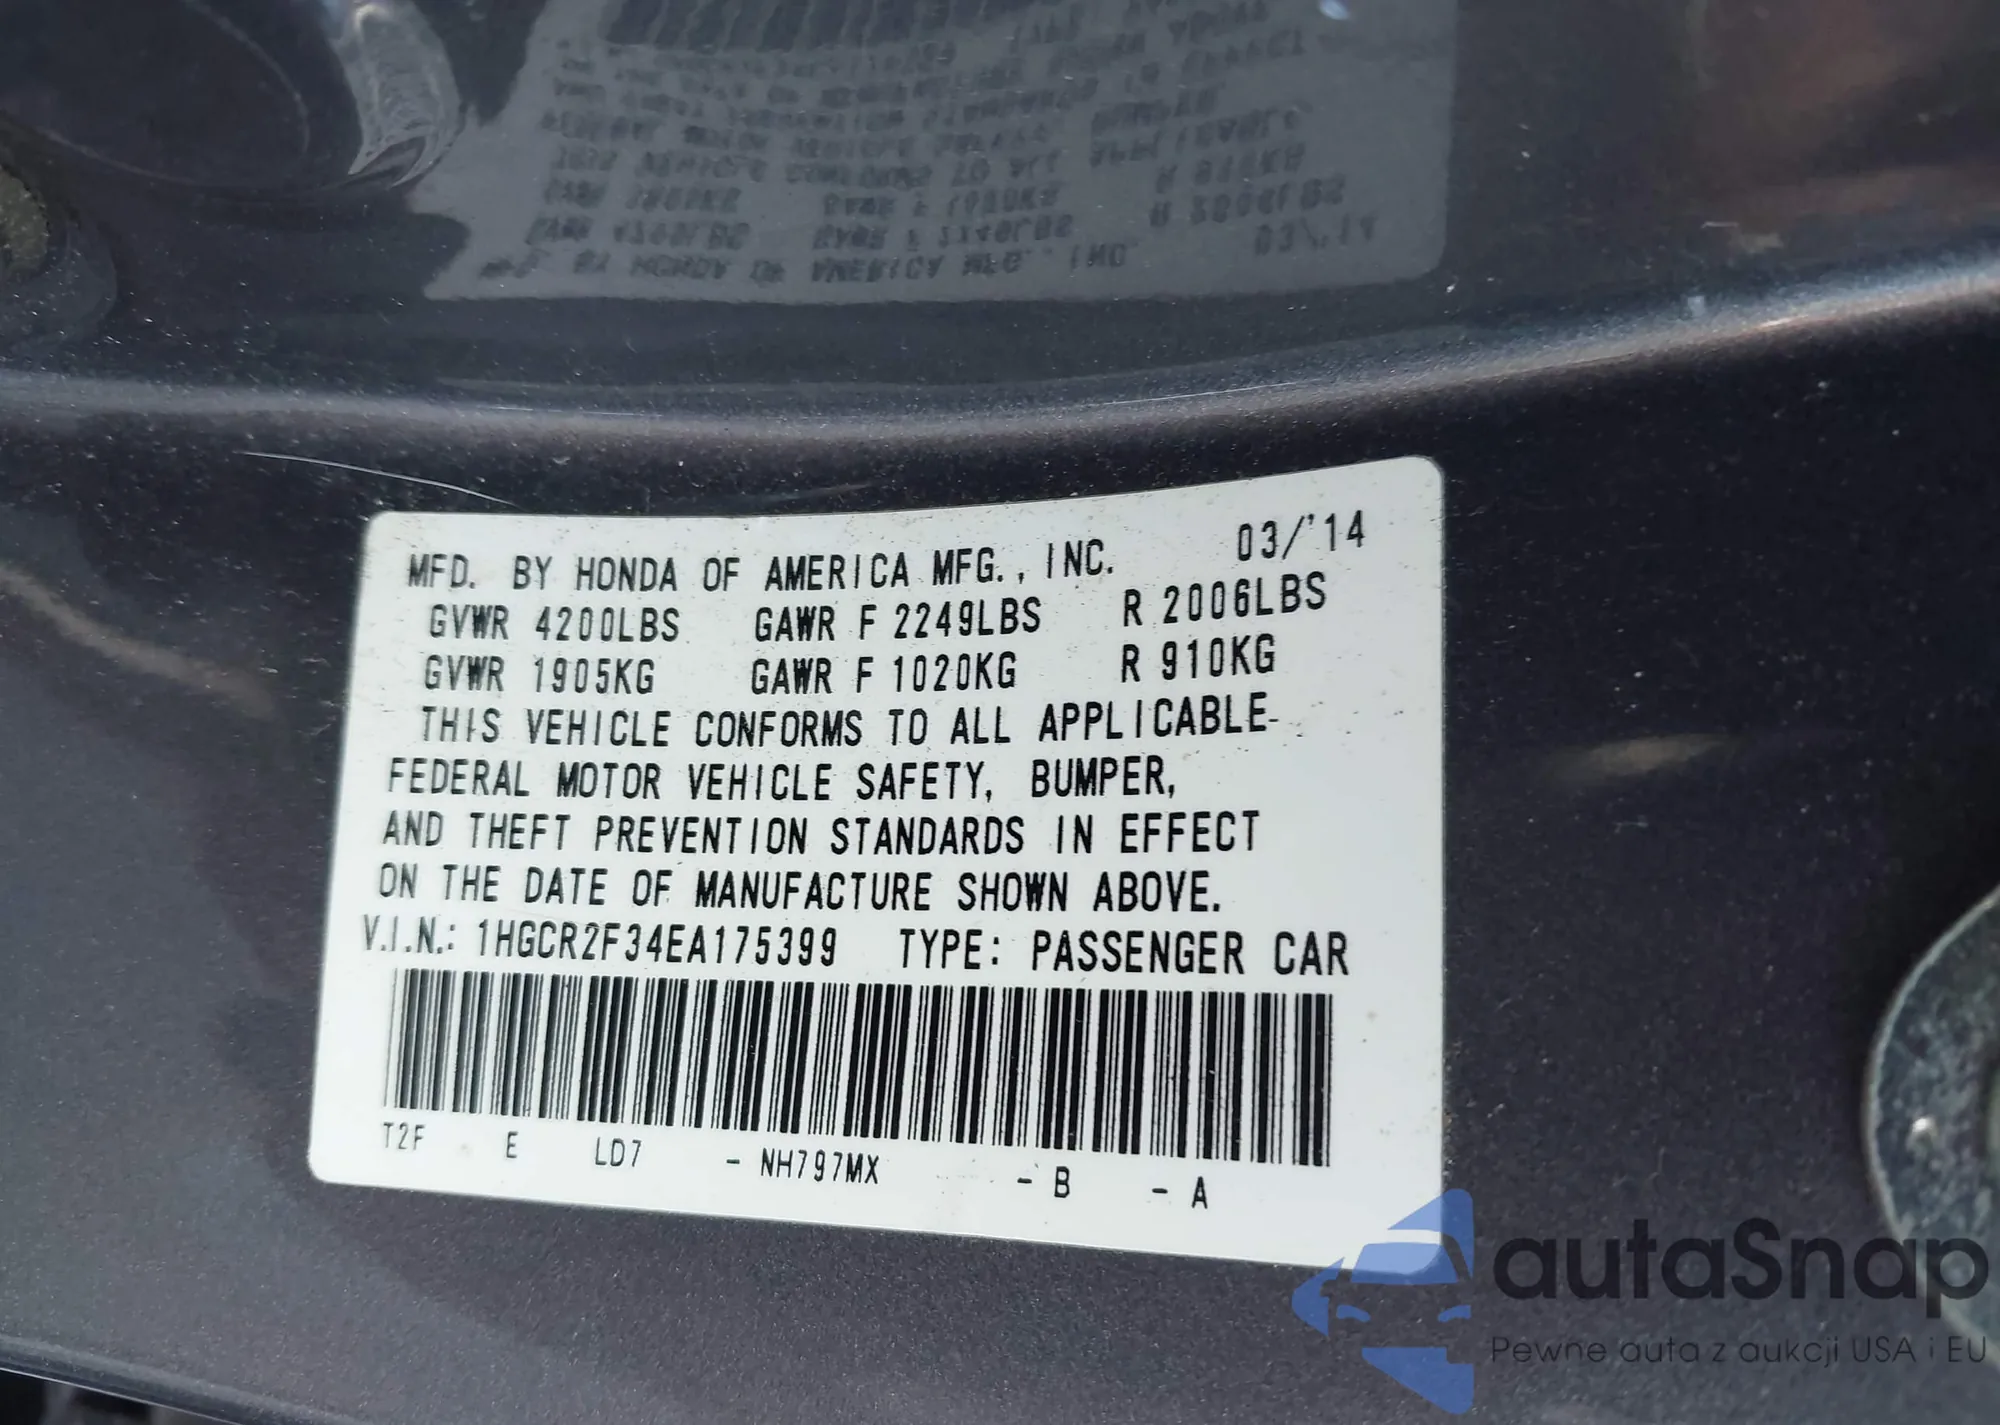 MFD. BY HONDA OF AMERICA MFG., INC. 03/'14
GVWR 4200LBS GAWR F 2249LBS R 2006LBS
GVWR 1905KG GAWR F 1020KG R 910KG
THIS VEHICLE CONFORMS TO ALL APPLICABLE
FEDERAL MOTOR VEHICLE SAFETY, BUMPER,
AND THEFT PREVENTION STANDARDS IN EFFECT
ON THE DATE OF MANUFACTURE SHOWN ABOVE.
V.I.N.: 1HGCR2F34EA175399 TYPE: PASSENGER CAR
T2F E LD7 - NH797MX - B - A
autaSnap
Pewne auta z aukcji USA i EU